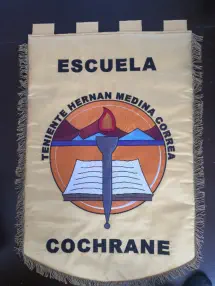 ESCUELA
TENIENTE HERNAN MEDINA CORREA
COCHRANE